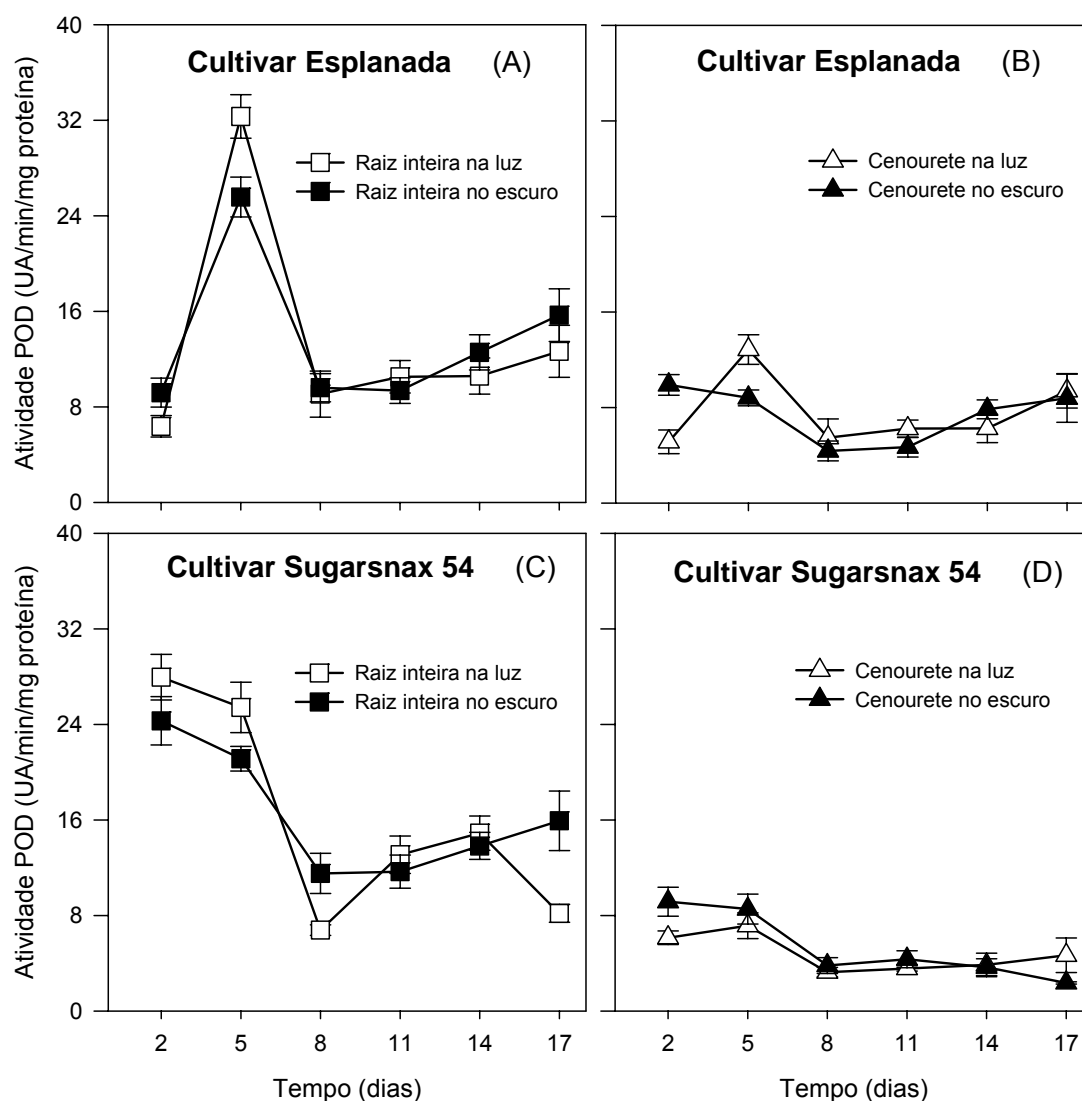 Cultivar Esplanada (A)
Raiz inteira na luz
Raiz inteira no escuro
Atividade POD (UA/min/mg proteína)
40
32
24
16
8
0
Cultivar Esplanada (B)
Cenourete na luz
Cenourete no escuro
Cultivar Sugarsnax 54 (C)
Raiz inteira na luz
Raiz inteira no escuro
Atividade POD (UA/min/mg proteína)
40
32
24
16
8
0
2 5 8 11 14 17
Tempo (dias)
Cultivar Sugarsnax 54 (D)
Cenourete na luz
Cenourete no escuro
2 5 8 11 14 17
Tempo (dias)